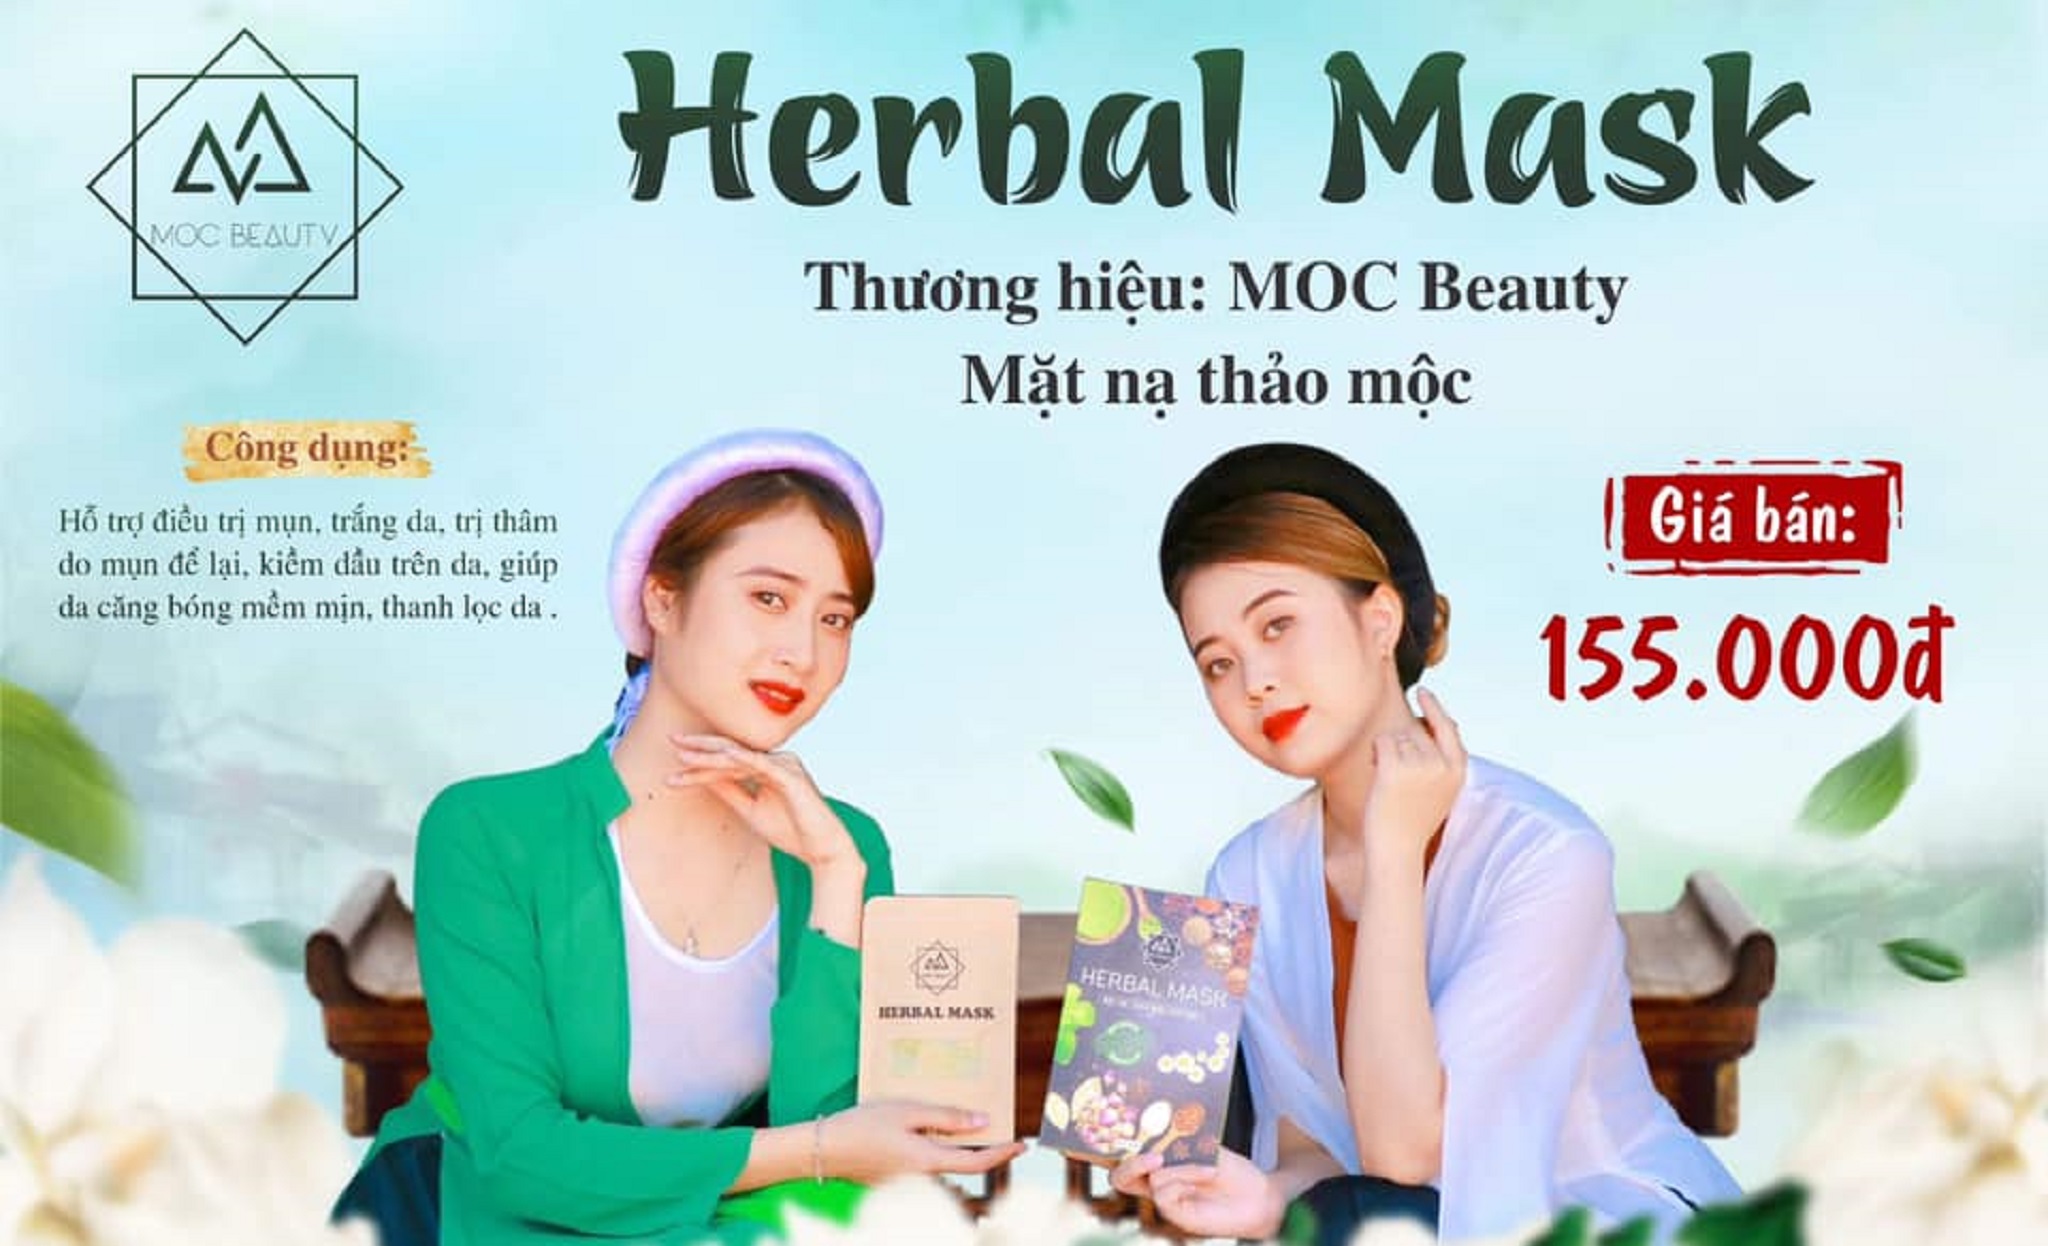 MOC BEAUTY
Herbal Mask
Thương hiệu: MOC Beauty
Mặt nạ thảo mộc
Công dụng:
Hỗ trợ điều trị mụn, trắng da, trị thâm
do mụn để lại, kiềm dầu trên da, giúp
da căng bóng mềm mịn, thanh lọc da .
Giá bán:
155.000đ
HERBAL MASK
HERBAL MASK